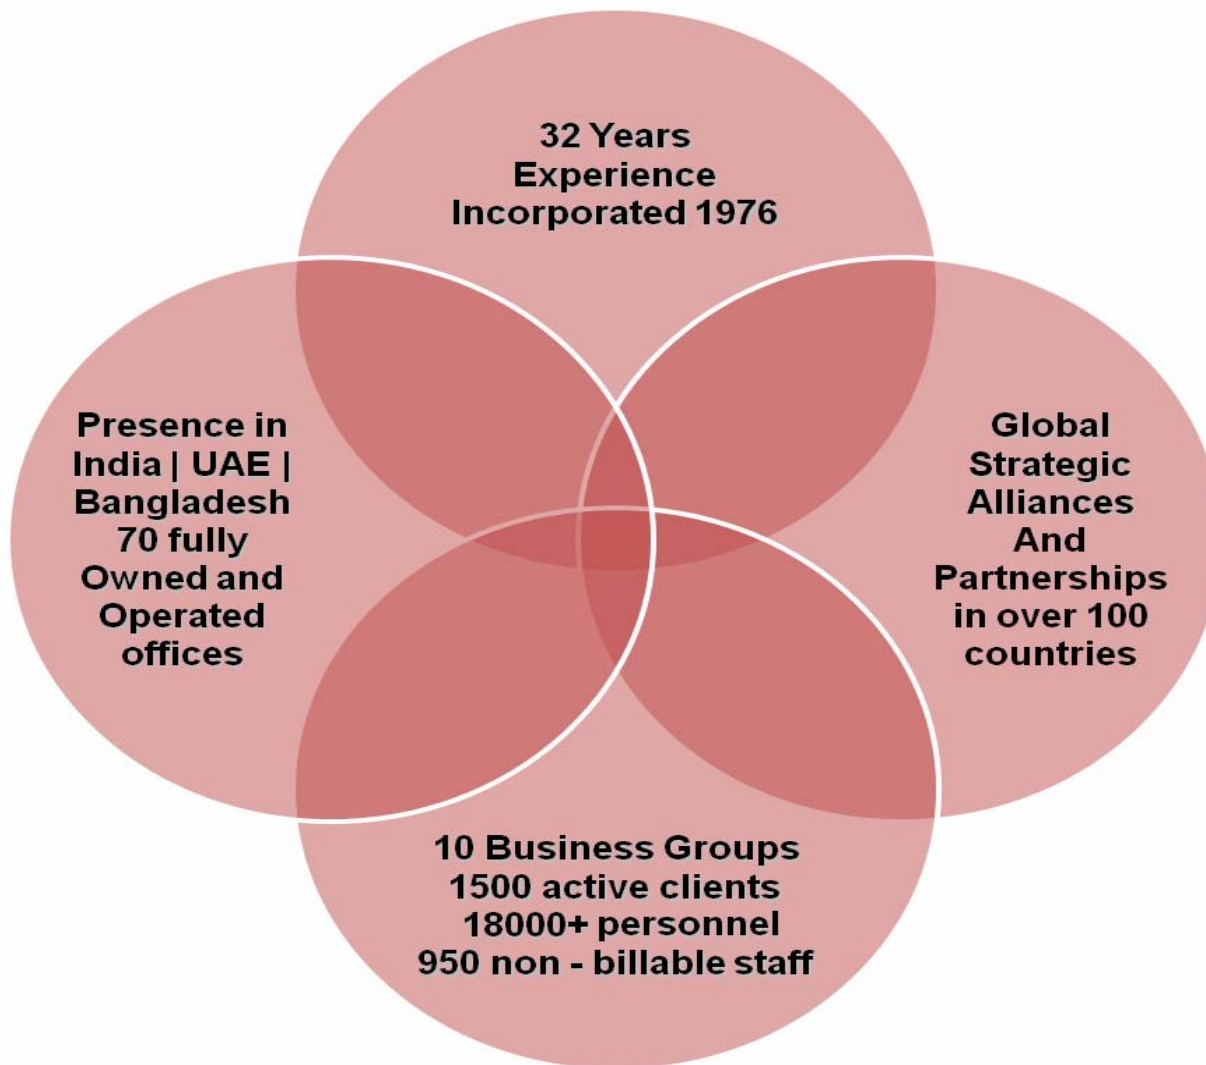 32 Years
Experience
Incorporated 1976
Presence in
India | UAE |
Bangladesh
70 fully
Owned and
Operated
offices
Global
Strategic
Alliances
And
Partnerships
in over 100
countries
10 Business Groups
1500 active clients
18000+ personnel
950 non - billable staff